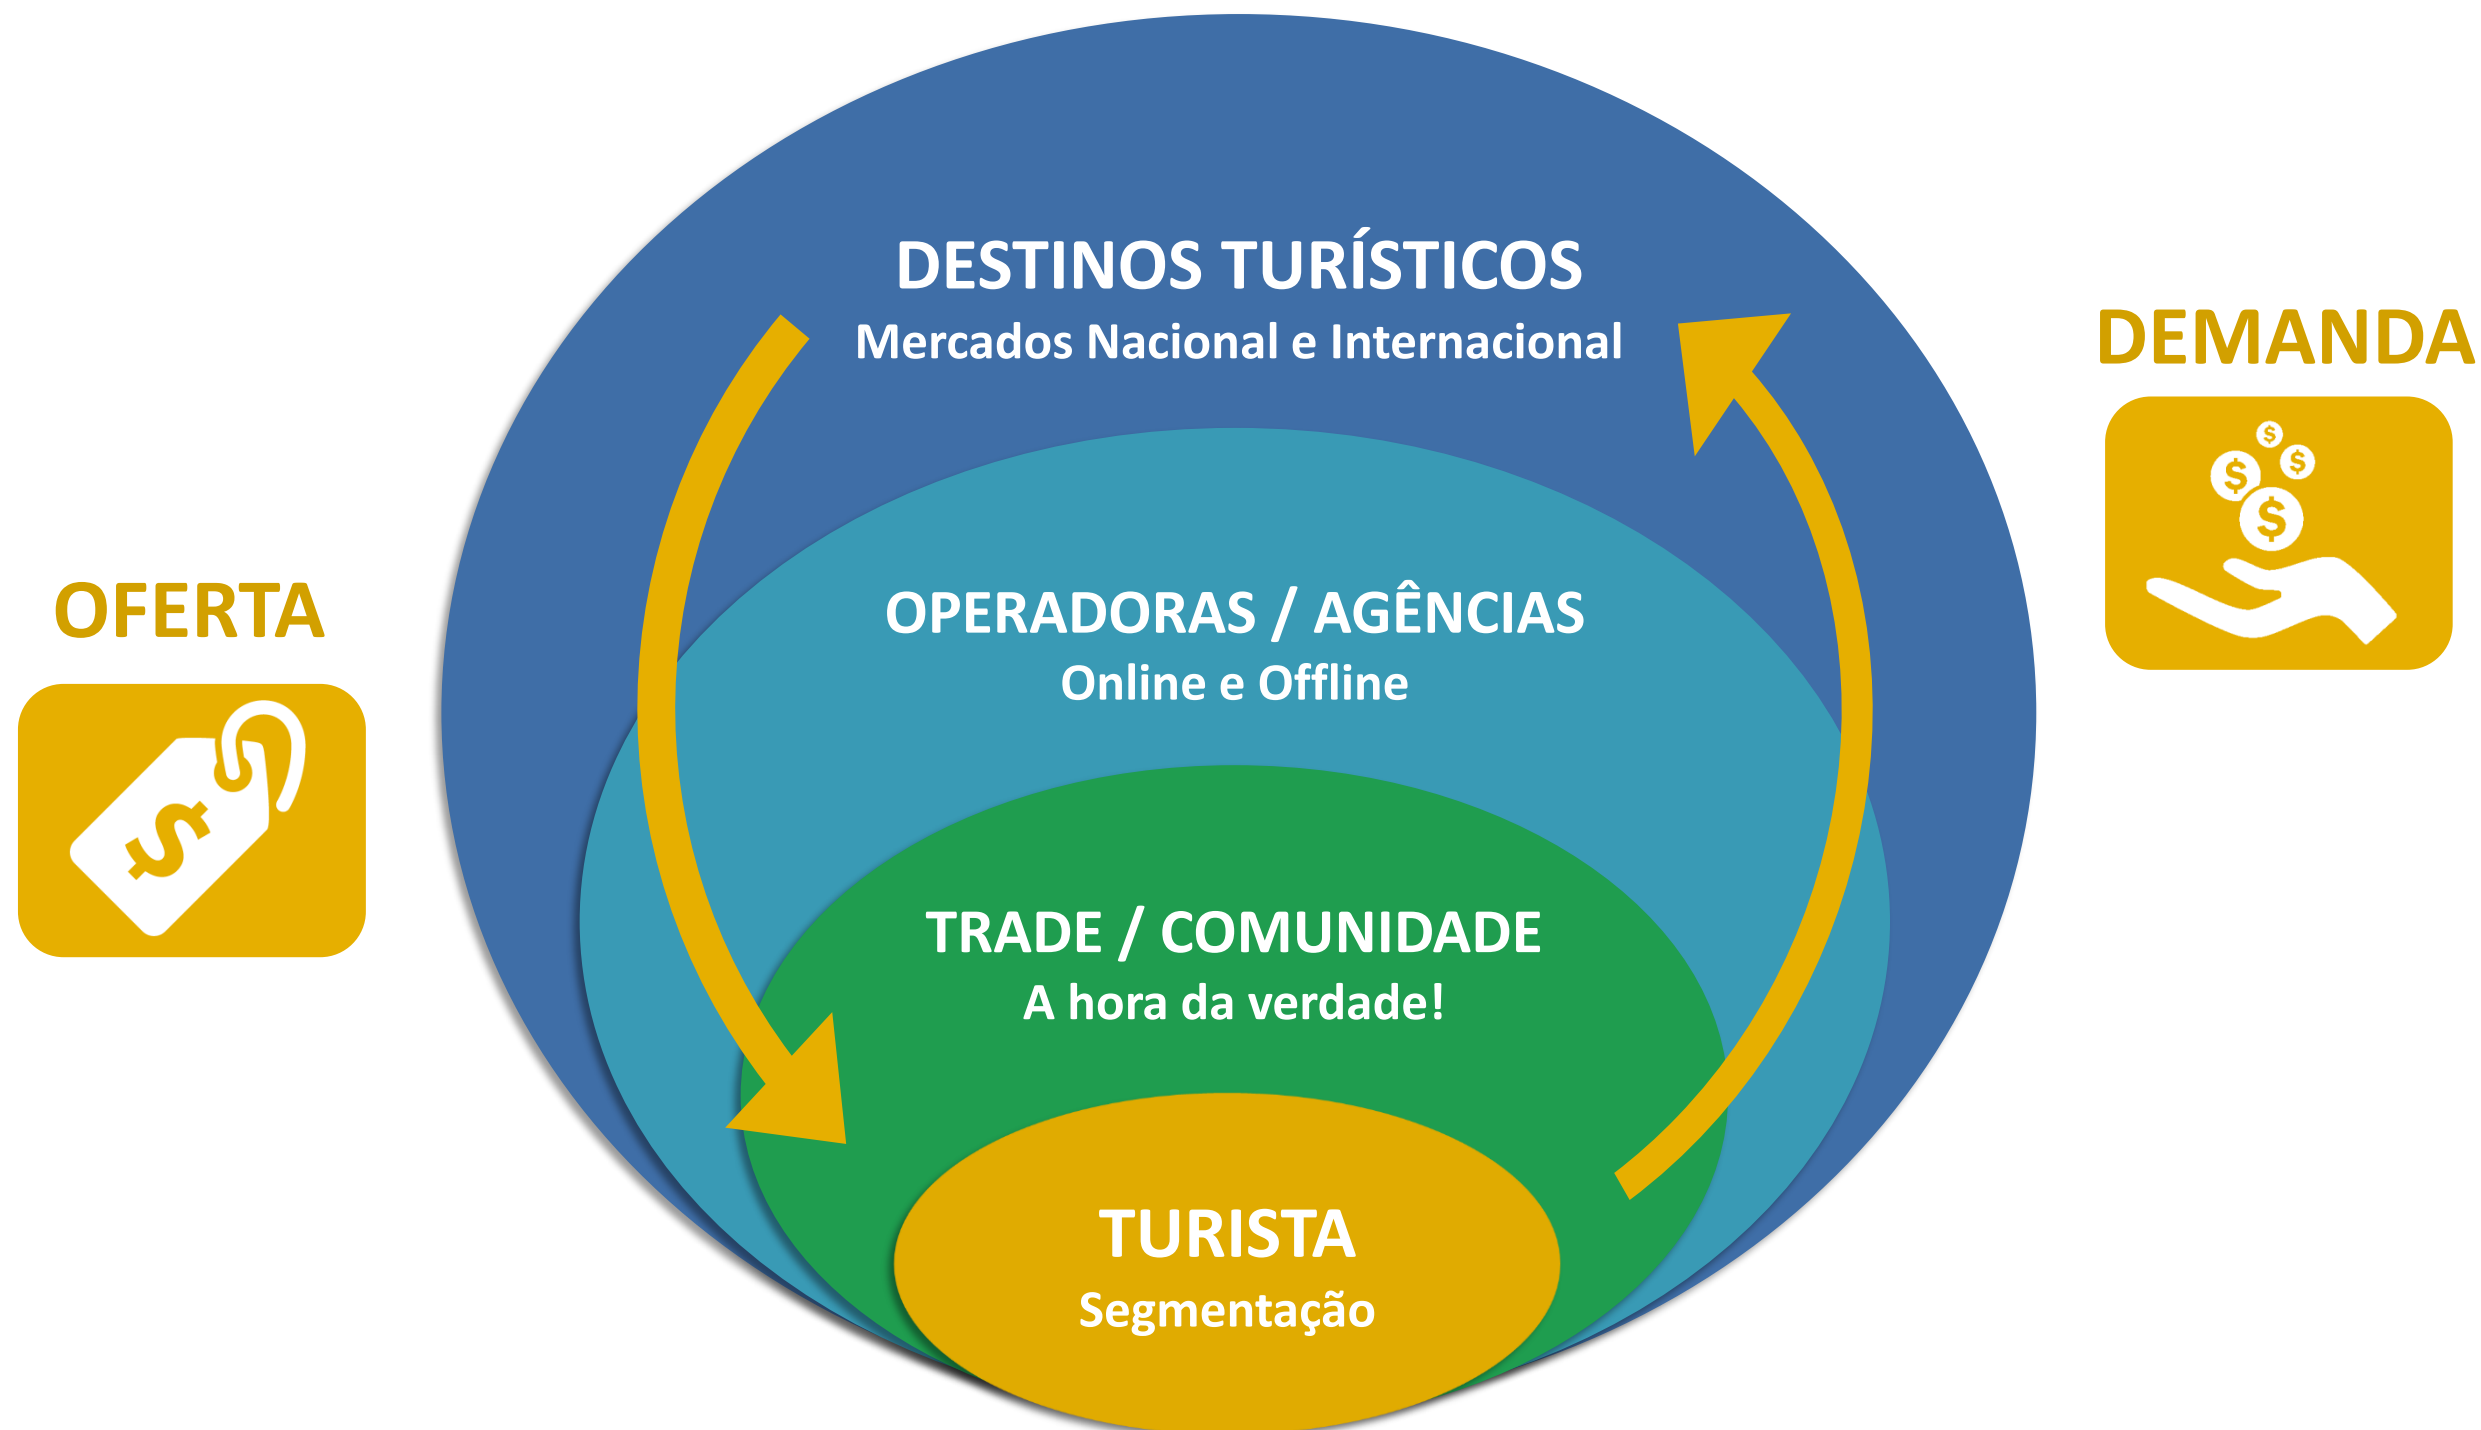 DESTINOS TURÍSTICOS
Mercados Nacional e Internacional
DEMANDA
OFERTA
OPERADORAS / AGÊNCIAS
Online e Offline
TRADE / COMUNIDADE
A hora da verdade!
TURISTA
Segmentação
$
$
$
$
$